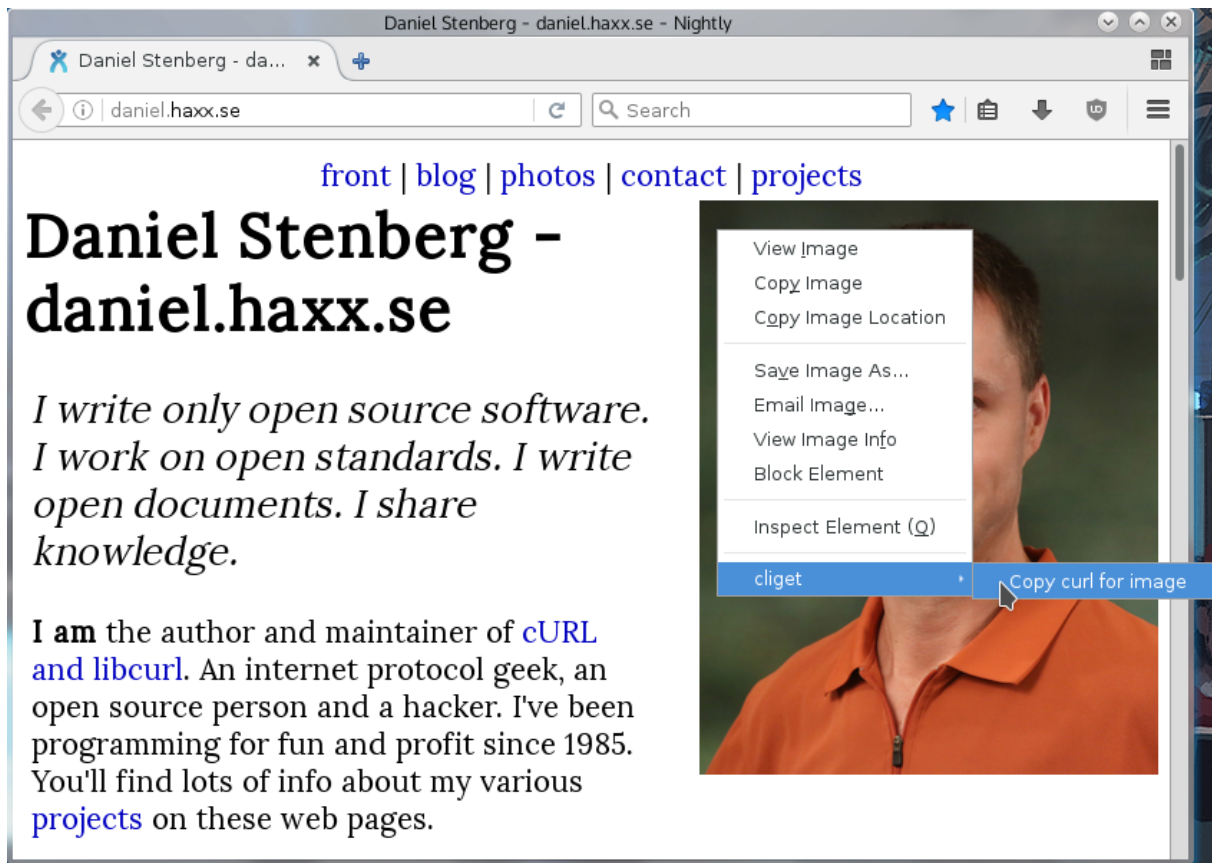 Daniel Stenberg - daniel.haxx.se - Nightly
Daniel Stenberg - da...
daniel.haxx.se
Search
front | blog | photos | contact | projects
Daniel Stenberg -
daniel.haxx.se
I write only open source software.
I work on open standards. I write
open documents. I share
knowledge.
I am the author and maintainer of cURL
and libcurl. An internet protocol geek, an
open source person and a hacker. I've been
programming for fun and profit since 1985.
You'll find lots of info about my various
projects on these web pages.
View Image
Copy Image
Copy Image Location
Save Image As...
Email Image...
View Image Info
Block Element
Inspect Element (Q)
cliget
Copy curl for image